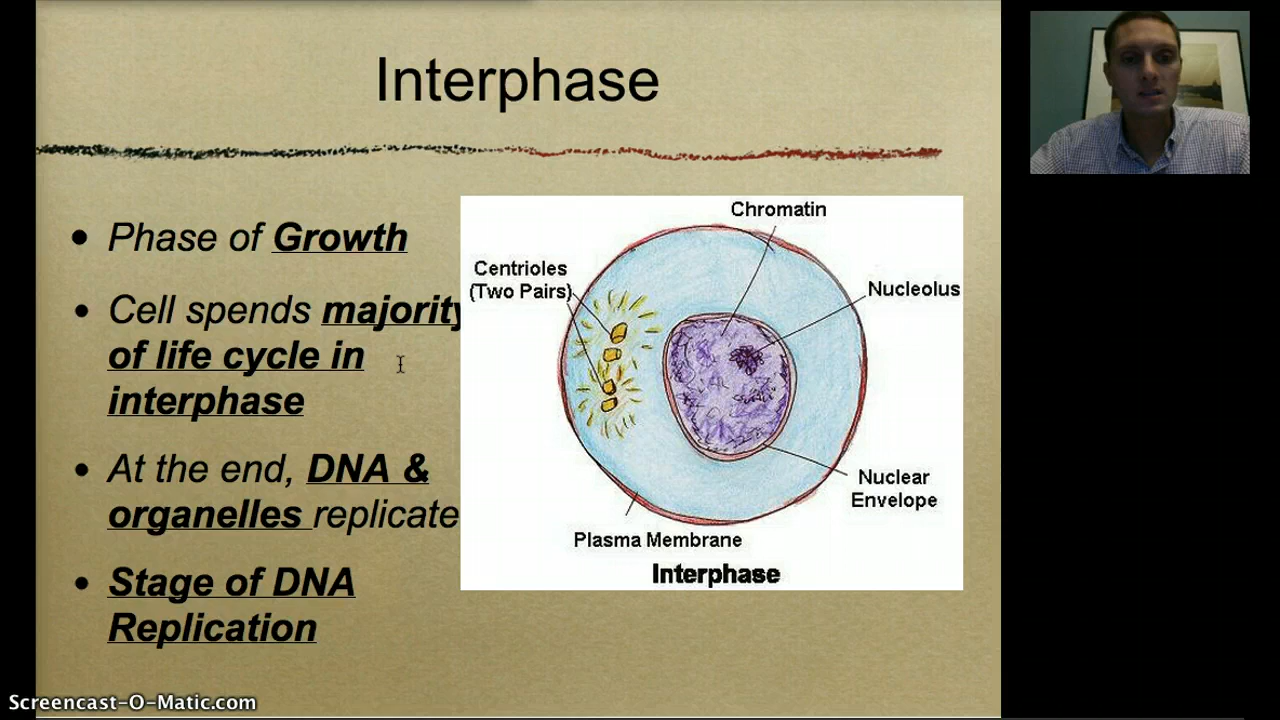 Interphase
• Phase of Growth
• Cell spends majority
of life cycle in
interphase
• At the end, DNA &
organelles replicate
• Stage of DNA
Replication
Chromatin
Centrioles
(Two Pairs)
Nucleolus
Nuclear
Envelope
Plasma Membrane
Interphase
Screencast-O-Matic.com